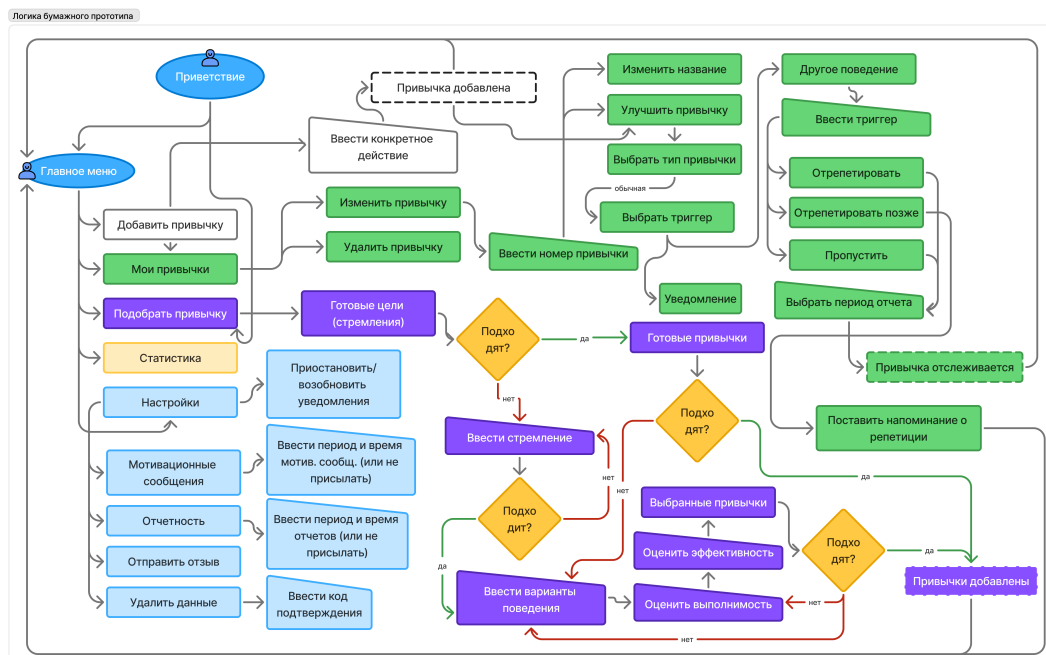 Логика бумажного прототипа
Приветствие
Привычка добавлена
Изменить название
Другое поведение
Улучшить привычку
Ввести триггер
Ввести конкретное
действие
Выбрать тип привычки
Главное меню
Отрепетировать
обычная
Изменить привычку
Добавить привычку
Выбрать триггер
Отрепетировать позже
Удалить привычку
Ввести номер привычки
Пропустить
Мои привычки
Уведомление
Выбрать период отчета
Подобрать привычку
Готовые цели
(стремления)
Подхо
дят?
да
Готовые привычки
Статистика
Привычка отслеживается
Приостановить/
возобновить
уведомления
Настройки
нет
Подхо
дят?
Поставить напоминание о
репетиции
Ввести стремление
Мотивационные
сообщения
Ввести период и время
мотив. сообщ. (или не
присылать)
нет
нет
да
Подхо
дит?
Выбранные привычки
Отчетность
Ввести период и время
отчетов (или не
присылать)
Подхо
дят?
да
Оценить эффективность
Отправить отзыв
да
Привычки добавлены
Удалить данные
Ввести код
подтверждения
Ввести варианты
поведения
Оценить выполнимость
нет
нет